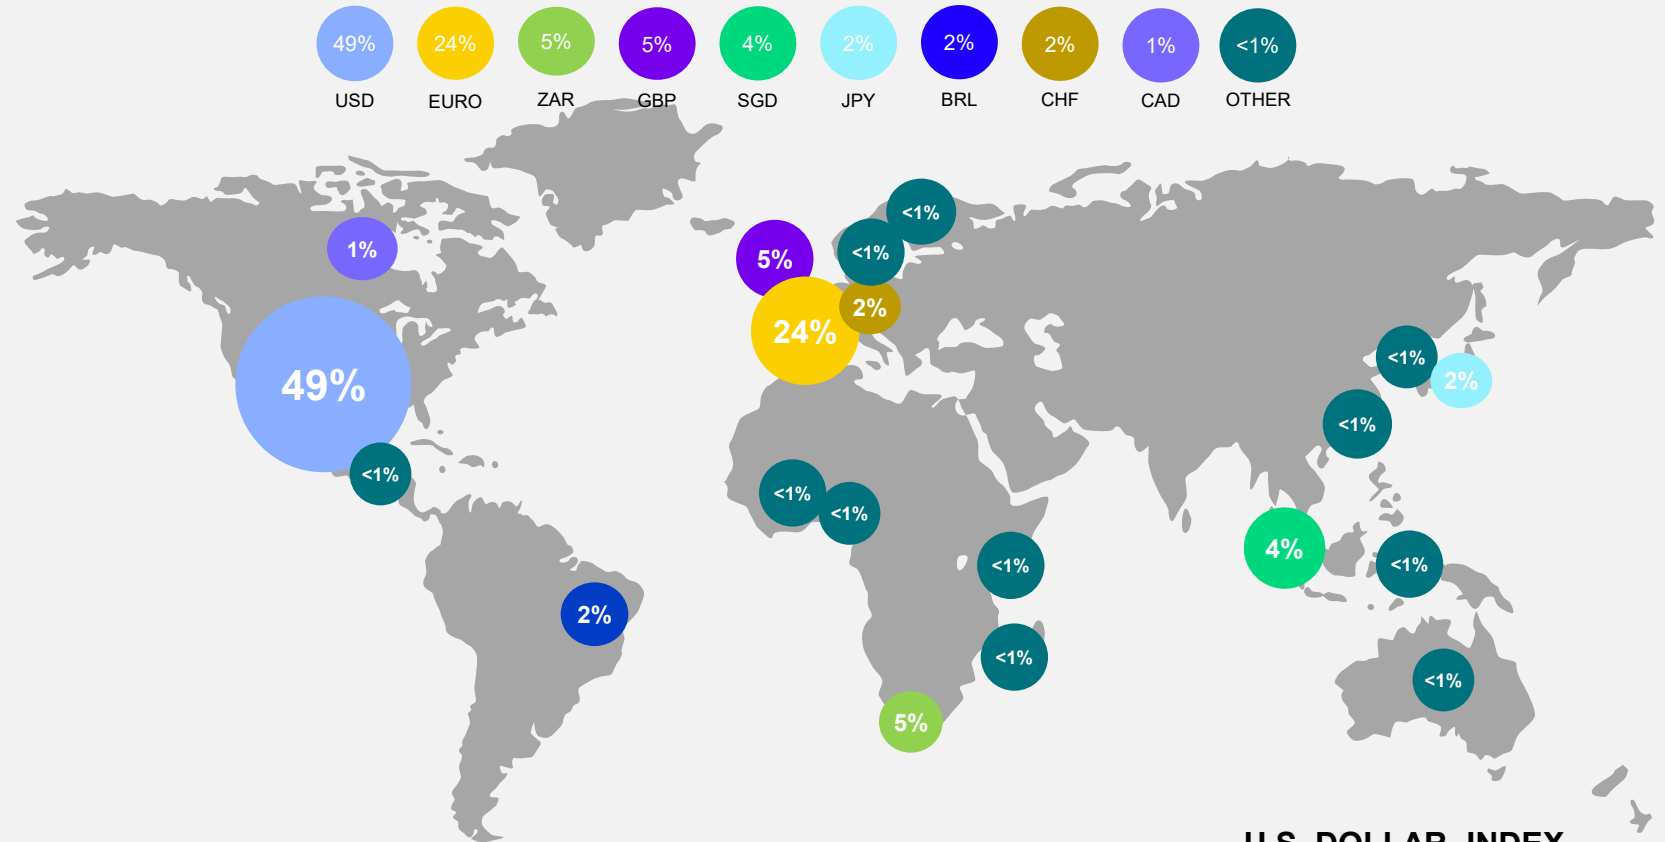 49% 24% 5% 5% 4% 2% 2% 2% 1% <1%
USD EURO ZAR GBP SGD JPY BRL CHF CAD OTHER
<1%
1% 5% <1%
24% 2%
<1%
49% 2%
<1%
<1%
<1% <1%
4% <1% <1%
2%
<1%
<1%
5%
U.S. DOLLAR INDEX